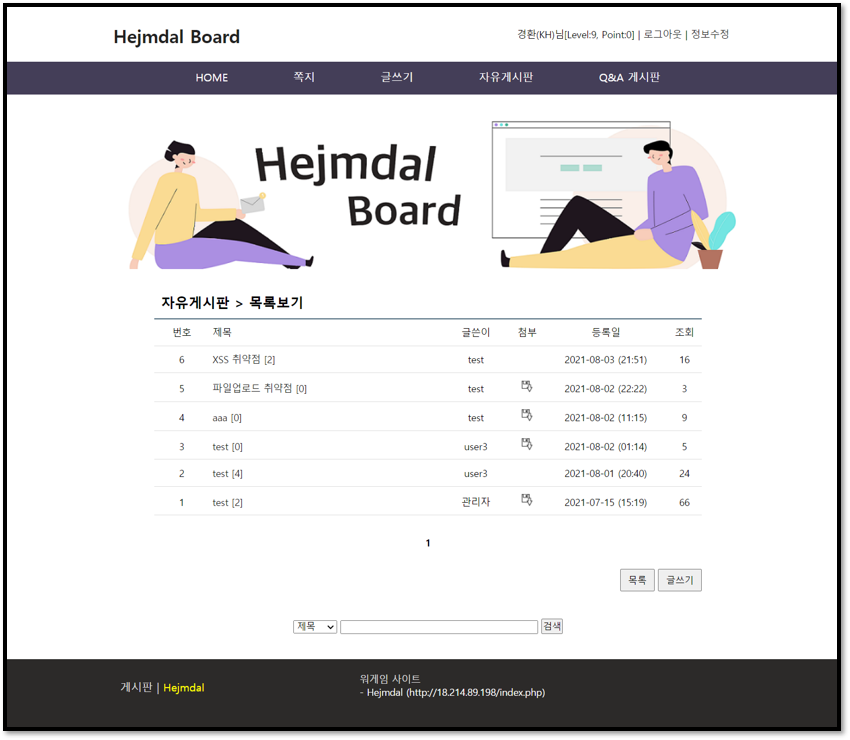 Hejmdal Board
경환(KH)님[Level:9, Point:0] | 로그아웃 | 정보수정
HOME 쪽지 글쓰기 자유게시판 Q&A 게시판
Hejmdal
Board
자유게시판 > 목록보기
번호 제목 글쓴이 첨부 등록일 조회
6 XSS 취약점 [2] test 2021-08-03 (21:51) 16
5 파일업로드 취약점 [0] test 2021-08-02 (22:22) 3
4 aaa [0] test 2021-08-02 (11:15) 9
3 test [0] user3 2021-08-02 (01:14) 5
2 test [4] user3 2021-08-01 (20:40) 24
1 test [2] 관리자 2021-07-15 (15:19) 66
1
목록 글쓰기
제목 검색
게시판 | Hejmdal
워게임 사이트
- Hejmdal (http://18.214.89.198/index.php)